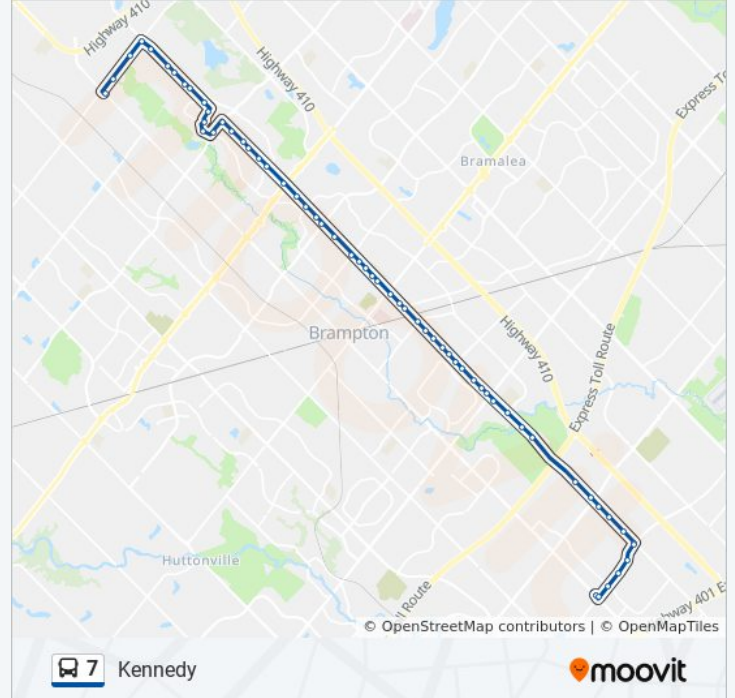 Highway 410
Highway 410
Express To
Bramalea
Brampton
Highway 410
Express Toll Route
Huttonville
ll Route
hway 401 E
© OpenStreetMap contributors | © OpenMapTiles
7 Kennedy
moovit